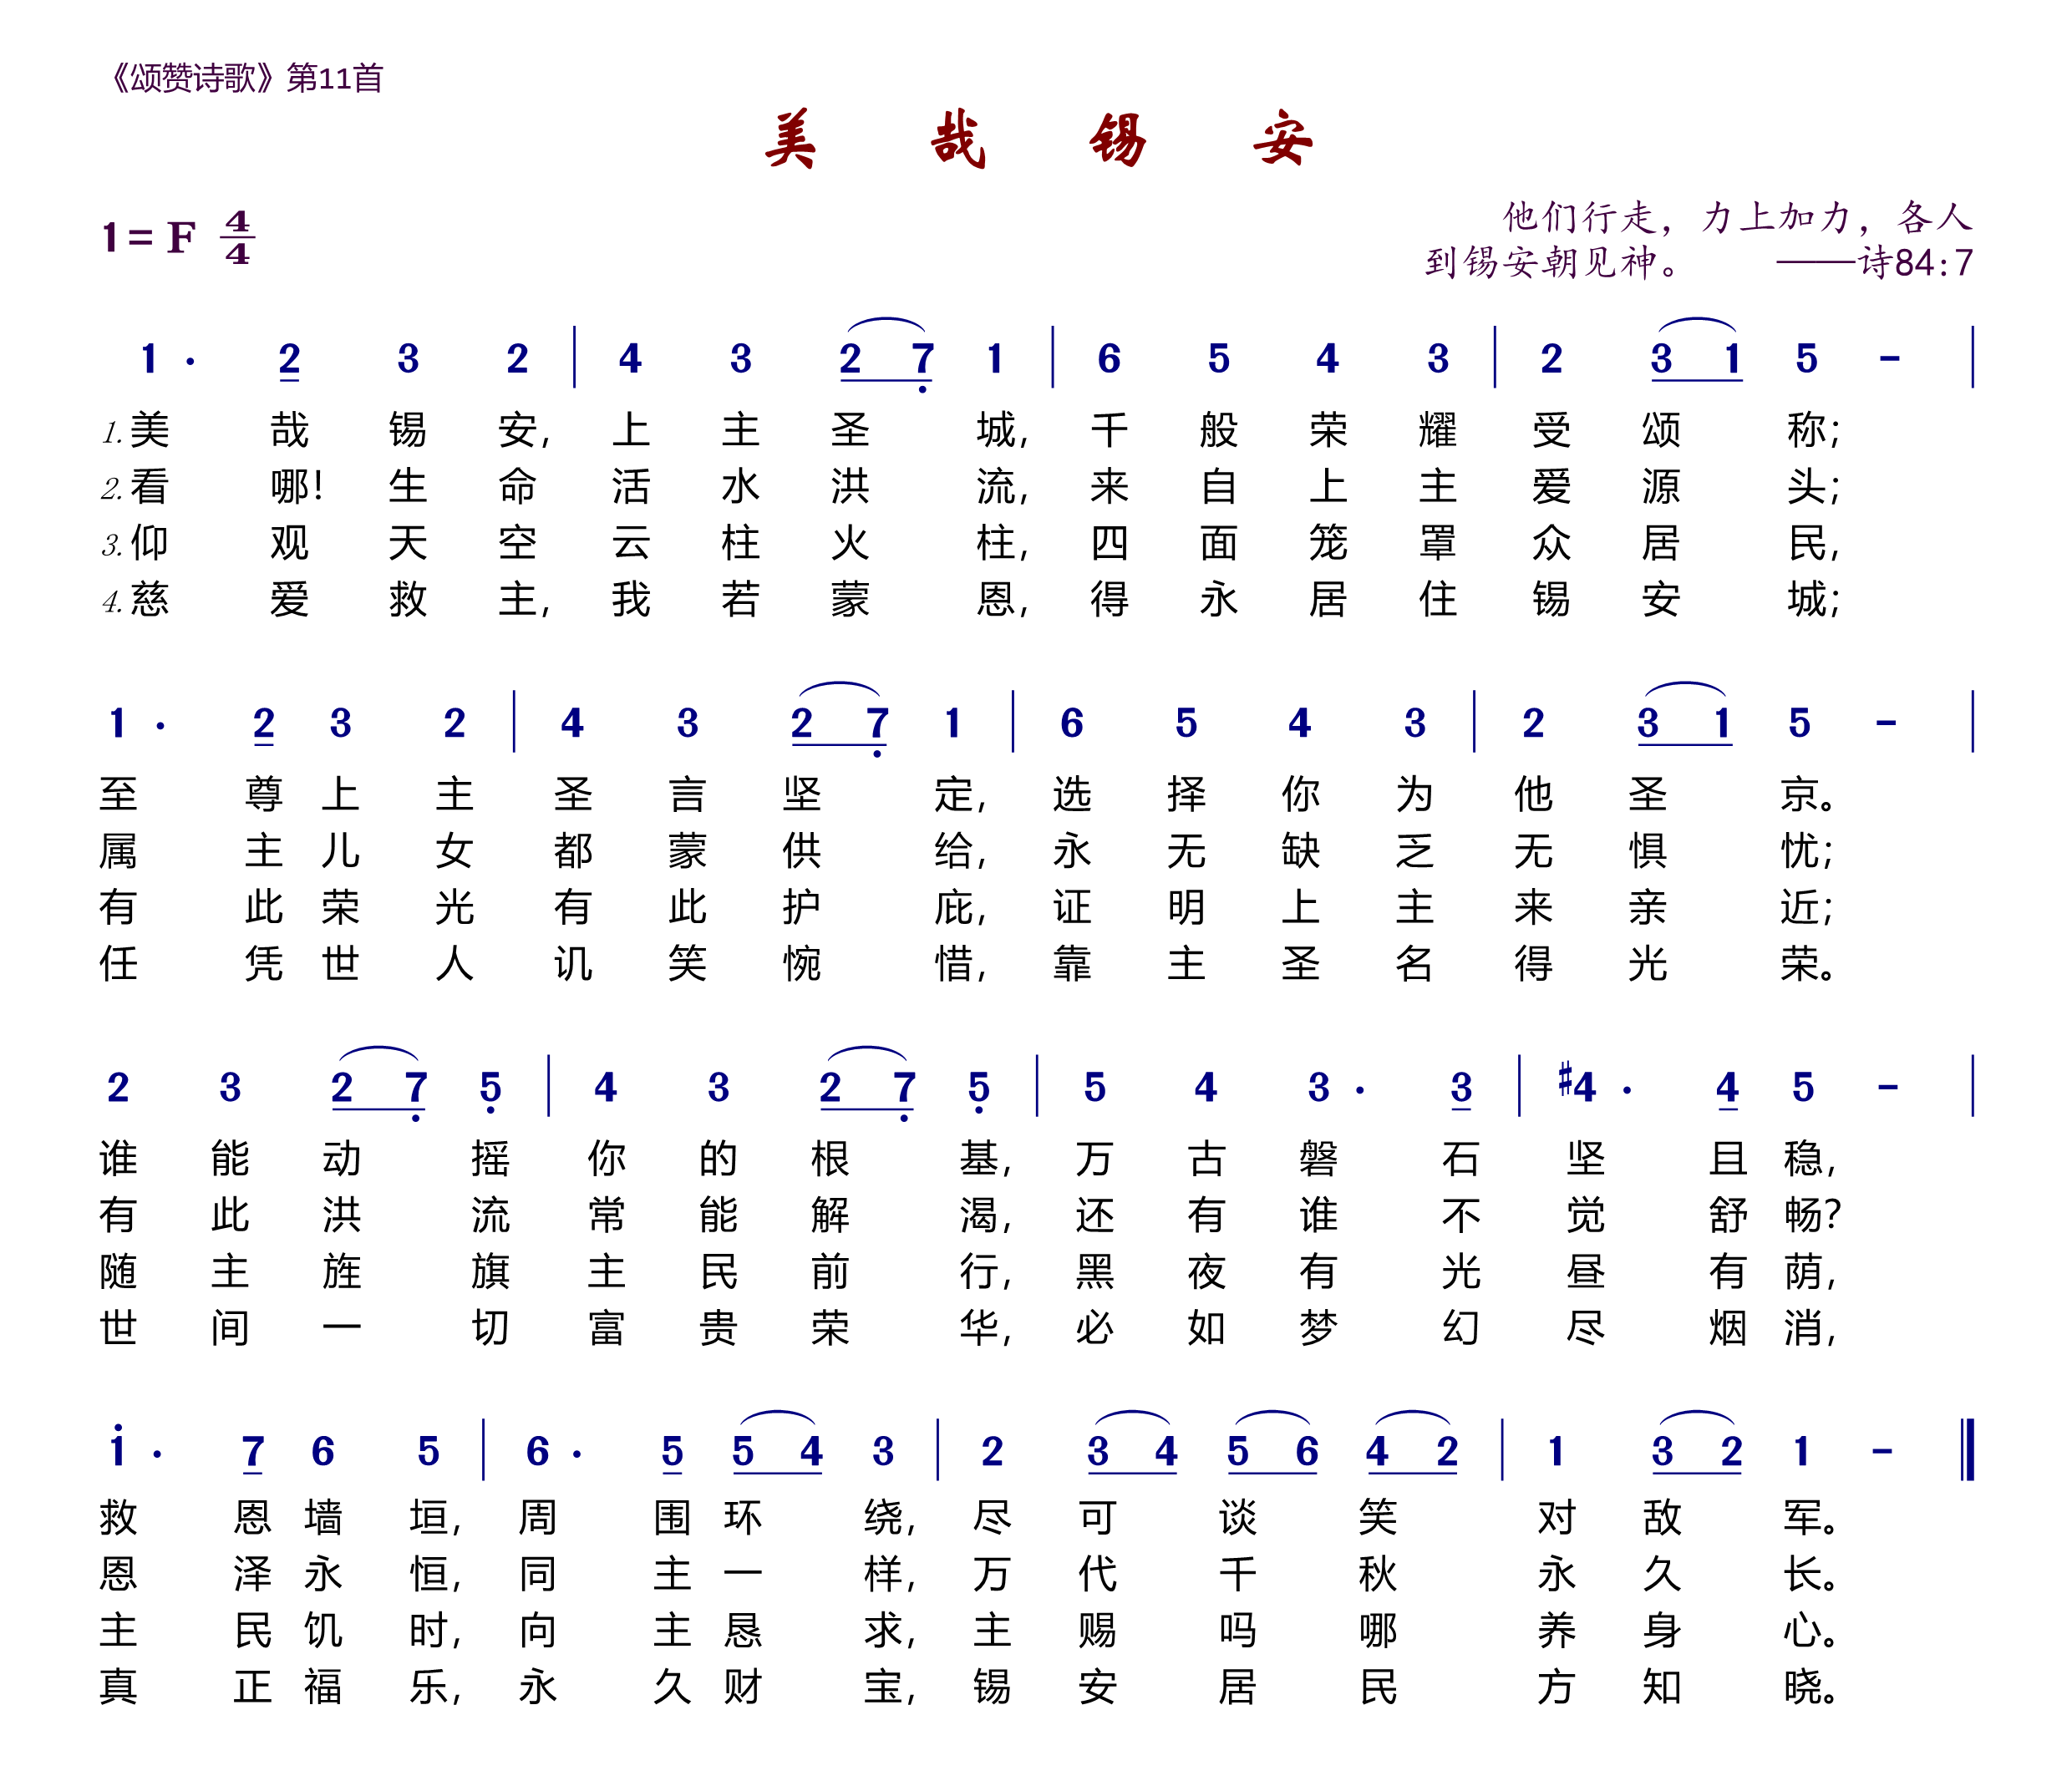 《颂赞诗歌》第11首
美哉锡安
1=F 4/4
他们行走，力上加力，各人
到锡安朝见神。 ——诗84:7
1 · 2 3 2 | 4 3 2 7̣ 1 | 6 5 4 3 | 2 3 1 5 - |
1.美哉锡安，上主圣城，千般荣耀受颂称；
2.看哪！生命活水洪流，来自上主爱源头；
3.仰观天空云柱火柱，四面笼罩众居民，
4.慈爱救主，我若蒙恩，得永居住锡安城；
1 · 2 3 2 | 4 3 2 7̣ 1 | 6 5 4 3 | 2 3 1 5 - |
至尊上主圣言坚定，选择你为他圣京。
属主儿女都蒙供给，永无缺乏无惧忧；
有此荣光有此护庇，证明上主来亲近；
任凭世人讥笑惋惜，靠主圣名得光荣。
2 3 2 7̣ 5̣ | 4 3 2 7̣ 5̣ | 5 4 3 · 3 | #4 · 4 5 - |
谁能动摇你的根基，万古磐石坚且稳，
有此洪流常能解渴，还有谁不觉舒畅？
随主旌旗主民前行，黑夜有光昼有荫，
世间一切富贵荣华，必如梦幻尽烟消，
1̇ · 7 6 5 | 6 · 5 5 4 3 | 2 3 4 5 6 4 2 | 1 3 2 1 - ‖
救恩墙垣，周围环绕，尽可谈笑对敌军。
恩泽永恒，同主一样，万代千秋永久长。
主民饥时，向主恳求，主赐吗哪养身心。
真正福乐，永久财宝，锡安居民方知晓。